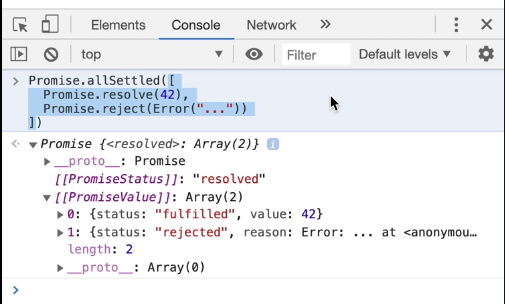 Elements Console Network »
top Filter Default levels
> Promise.allSettled([
Promise.resolve(42),
Promise.reject(Error("..."))
])
Promise {<resolved>: Array(2)} i
__proto__: Promise
[[PromiseStatus]]: "resolved"
[[PromiseValue]]: Array(2)
0: {status: "fulfilled", value: 42}
1: {status: "rejected", reason: Error: ... at <anonymou…
length: 2
__proto__: Array(0)
>